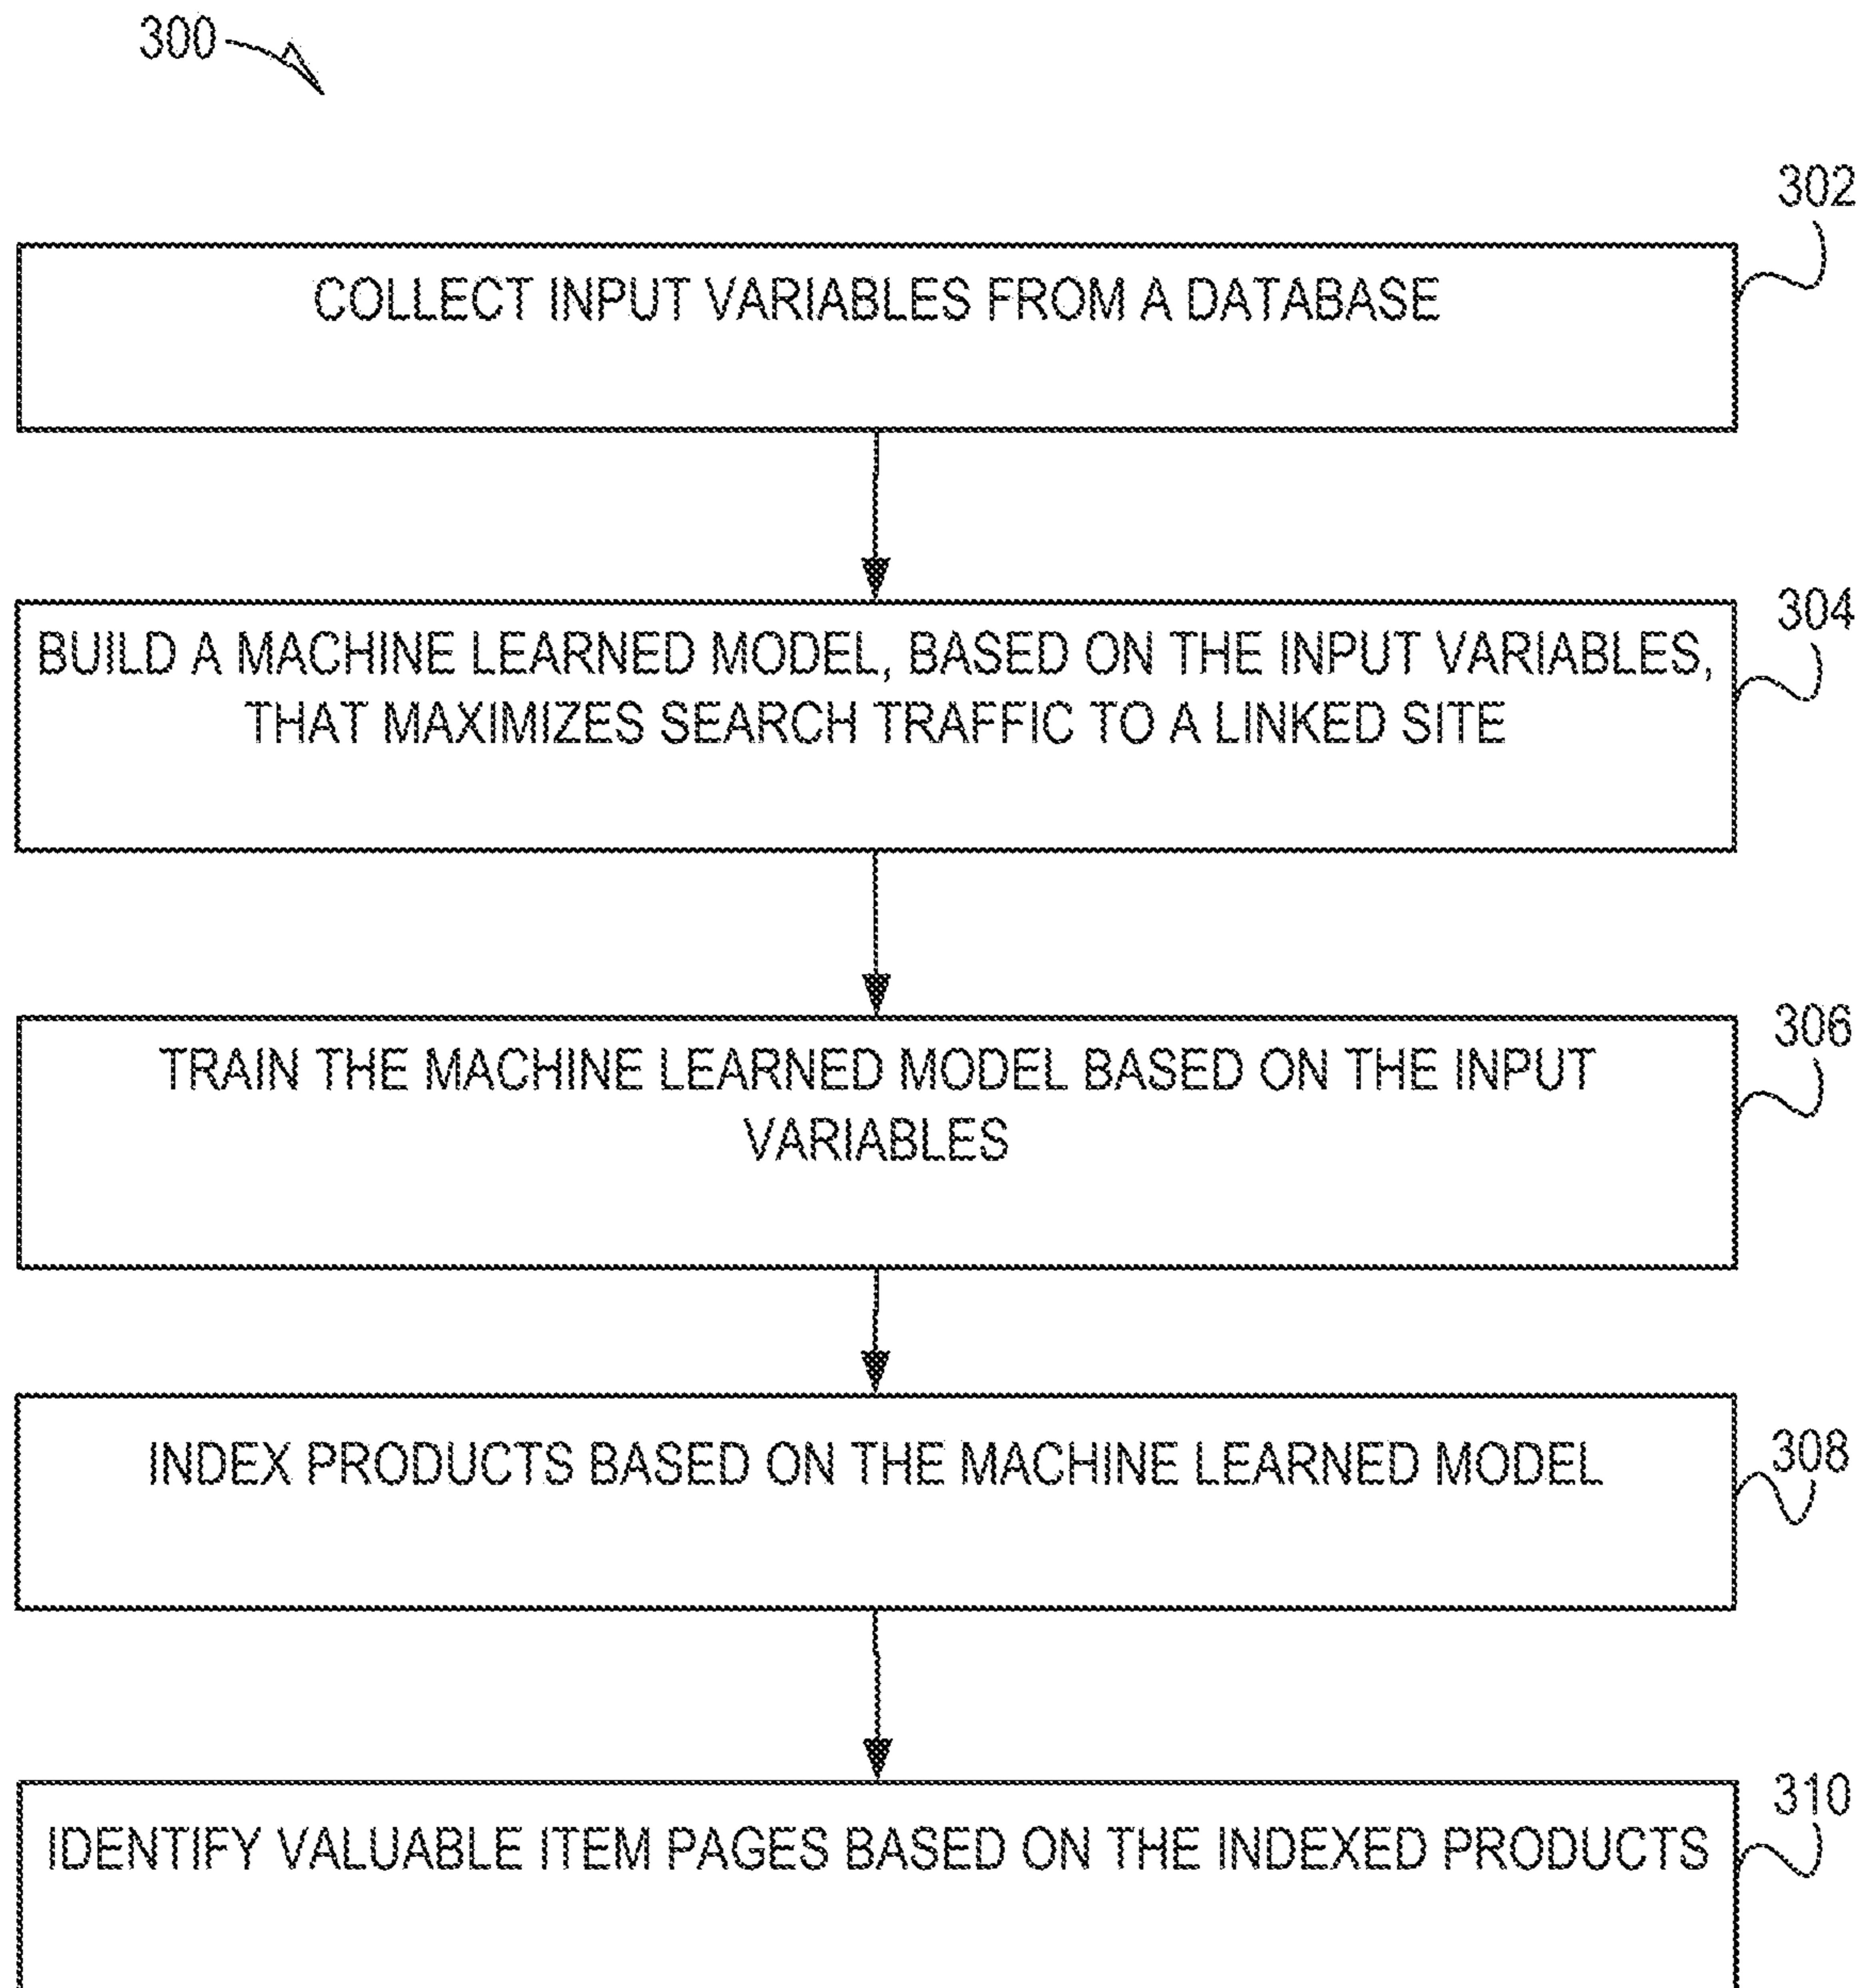 300
302
COLLECT INPUT VARIABLES FROM A DATABASE
304
BUILD A MACHINE LEARNED MODEL, BASED ON THE INPUT VARIABLES,
THAT MAXIMIZES SEARCH TRAFFIC TO A LINKED SITE
306
TRAIN THE MACHINE LEARNED MODEL BASED ON THE INPUT
VARIABLES
308
INDEX PRODUCTS BASED ON THE MACHINE LEARNED MODEL
310
IDENTIFY VALUABLE ITEM PAGES BASED ON THE INDEXED PRODUCTS